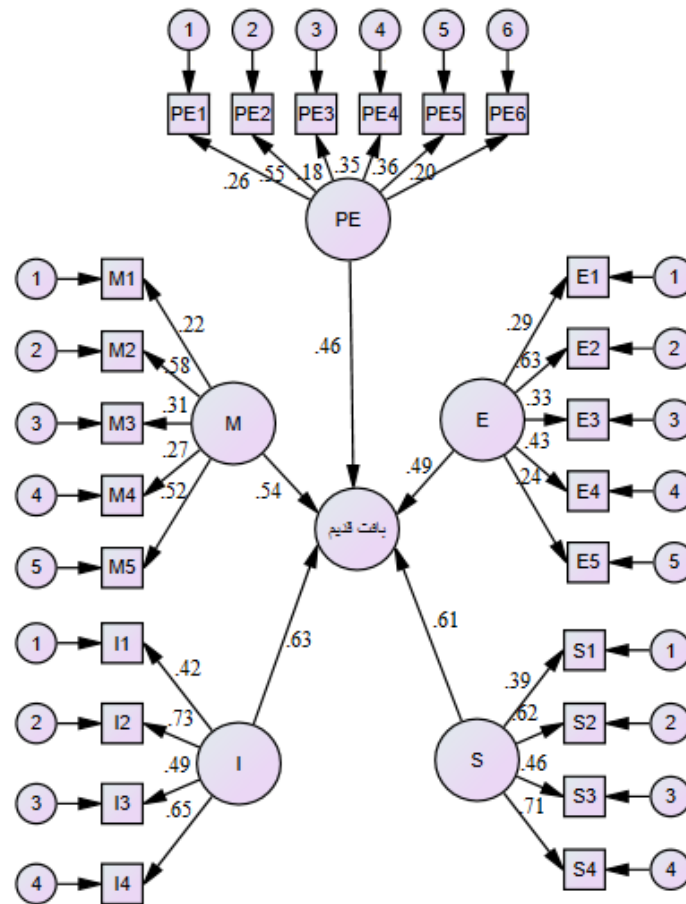 1 2 3 4 5 6
PE1 PE2 PE3 PE4 PE5 PE6
.26 .55 .18 .35 .36 .20
PE
.46
1 M1
2 M2
3 M3
4 M4
5 M5
.22
.58
.31
.27
.52
M
.54
E1 1
E2 2
E3 3
E4 4
E5 5
.29
.63
.33
.43
.24
E
.49
بافت قدیم
1 I1
2 I2
3 I3
4 I4
.42
.73
.49
.65
I
.63
S1 1
S2 2
S3 3
S4 4
.39
.62
.46
.71
S
.61